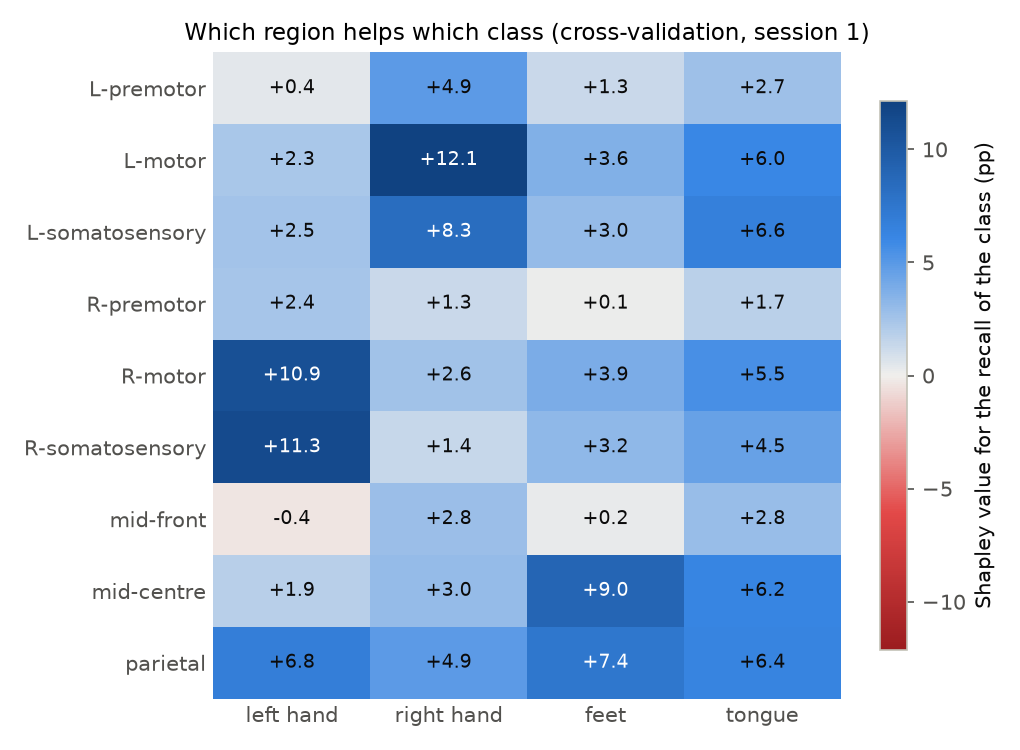 Which region helps which class (cross-validation, session 1)
L-premotor +0.4 +4.9 +1.3 +2.7
L-motor +2.3 +12.1 +3.6 +6.0
L-somatosensory +2.5 +8.3 +3.0 +6.6
R-premotor +2.4 +1.3 +0.1 +1.7
R-motor +10.9 +2.6 +3.9 +5.5
R-somatosensory +11.3 +1.4 +3.2 +4.5
mid-front -0.4 +2.8 +0.2 +2.8
mid-centre +1.9 +3.0 +9.0 +6.2
parietal +6.8 +4.9 +7.4 +6.4
left hand right hand feet tongue
10
5
0
−5
−10
Shapley value for the recall of the class (pp)